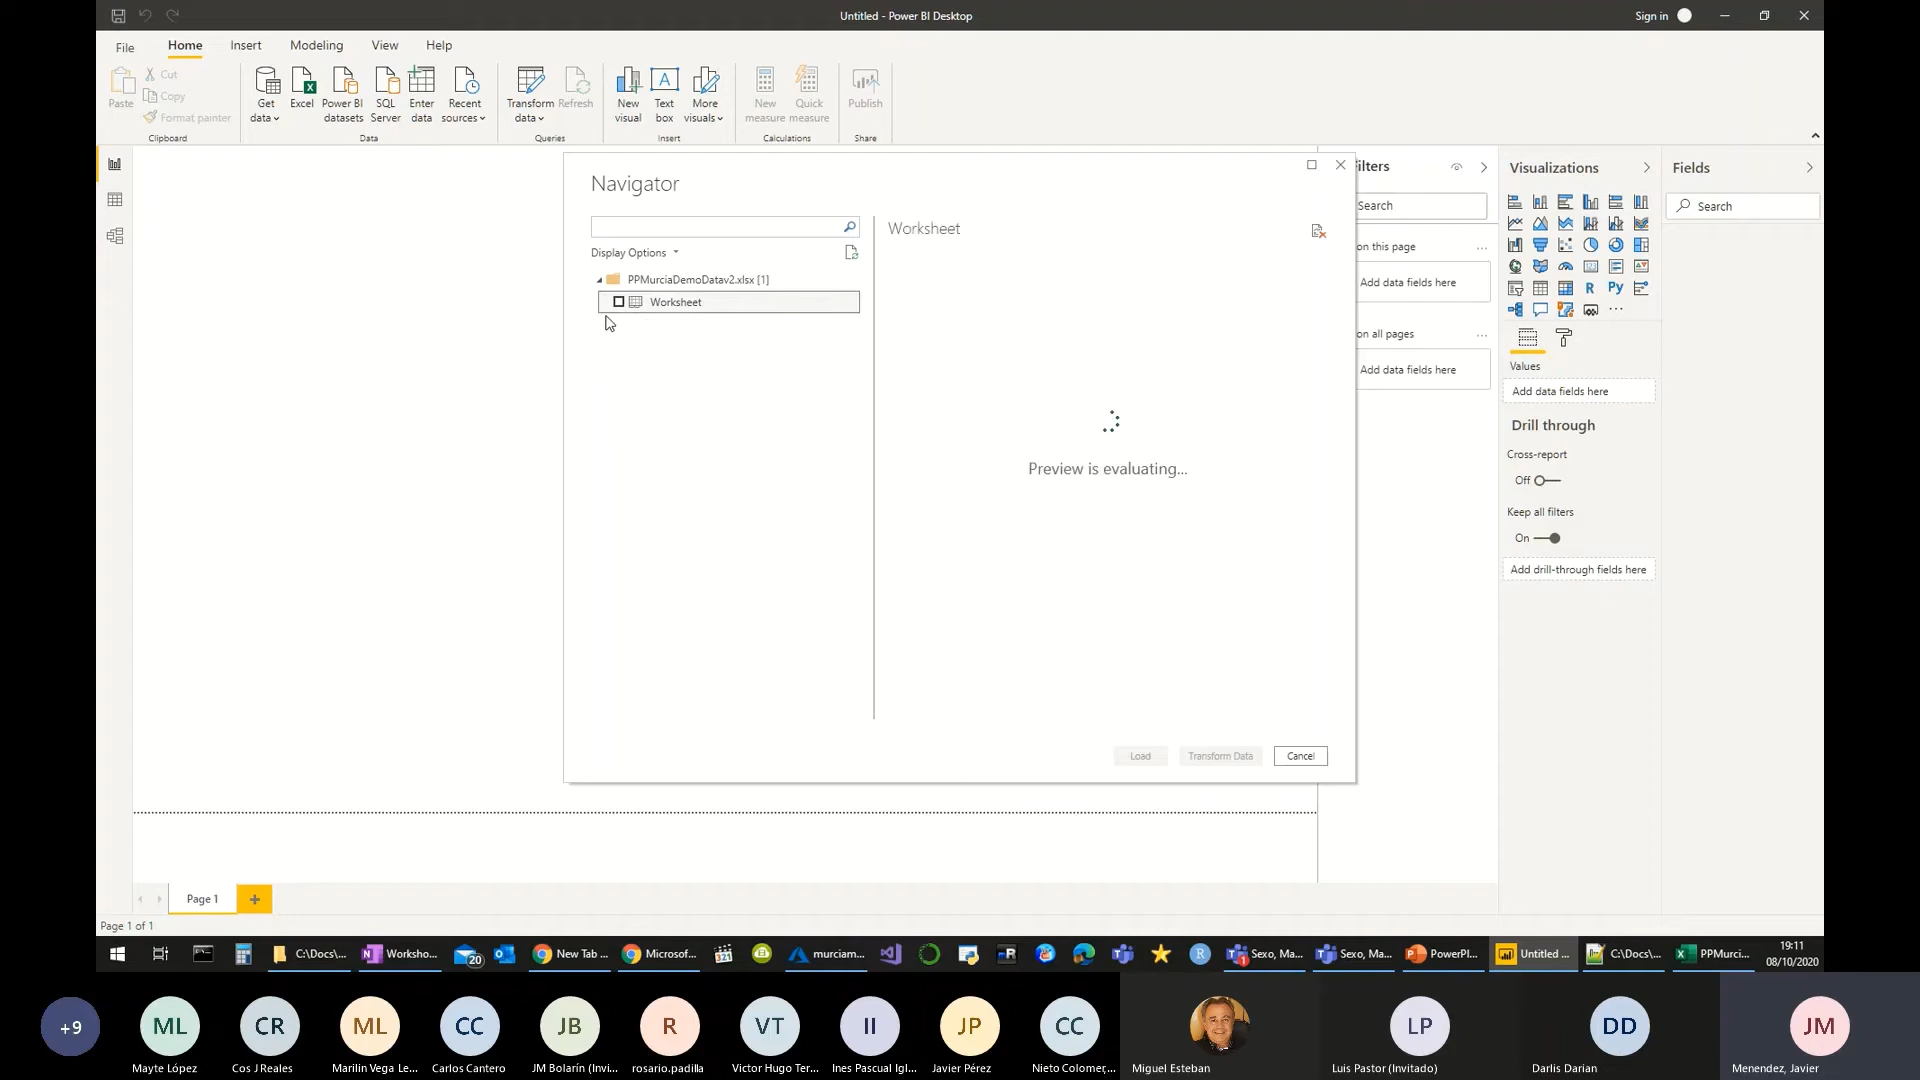 Untitled - Power BI Desktop
Sign in
File
Home
Insert
Modeling
View
Help
Paste
Cut
Copy
Format painter
Clipboard
Get data
Excel
Power BI datasets
SQL Server
Enter data
Recent sources
Data
Transform data
Refresh
Queries
New visual
Text box
More visuals
Insert
New measure
Quick measure
Calculations
Publish
Share
Navigator
Display Options
PPMurciaDemoDatav2.xlsx [1]
Worksheet
Worksheet
Preview is evaluating...
Load
Transform Data
Cancel
ilters
Search
on this page
...
Add data fields here
on all pages
...
Add data fields here
Visualizations
R
Py
...
Values
Add data fields here
Drill through
Cross-report
Off
Keep all filters
On
Add drill-through fields here
Fields
Search
Page 1
+
Page 1 of 1
C:\Docs\...
Worksho...
20
New Tab ...
Microsof...
321
murciam...
R
R
1
Sexo, Ma...
Sexo, Ma...
PowerPI...
Untitled ...
C:\Docs\...
PPMurci...
19:11
08/10/2020
+9
ML
CR
ML
CC
JB
R
VT
II
JP
CC
LP
DD
JM
Mayte López
Cos J Reales
Marilin Vega Le...
Carlos Cantero
JM Bolarín (Invi...
rosario.padilla
Victor Hugo Ter...
Ines Pascual Igl...
Javier Pérez
Nieto Colomer,...
Miguel Esteban
Luis Pastor (Invitado)
Darlis Darian
Menendez, Javier